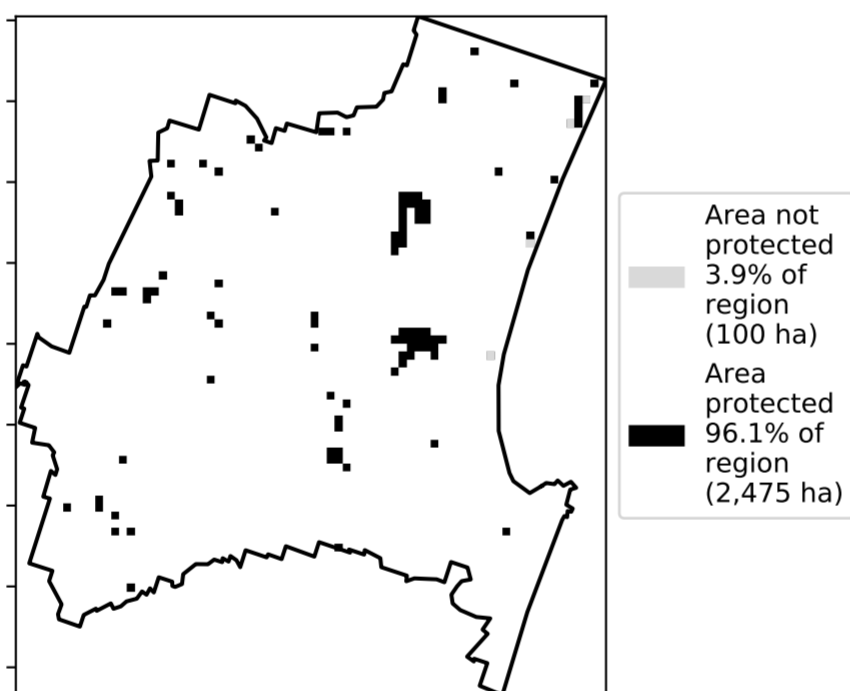 Area not
protected
3.9% of
region
(100 ha)
Area
protected
96.1% of
region
(2,475 ha)